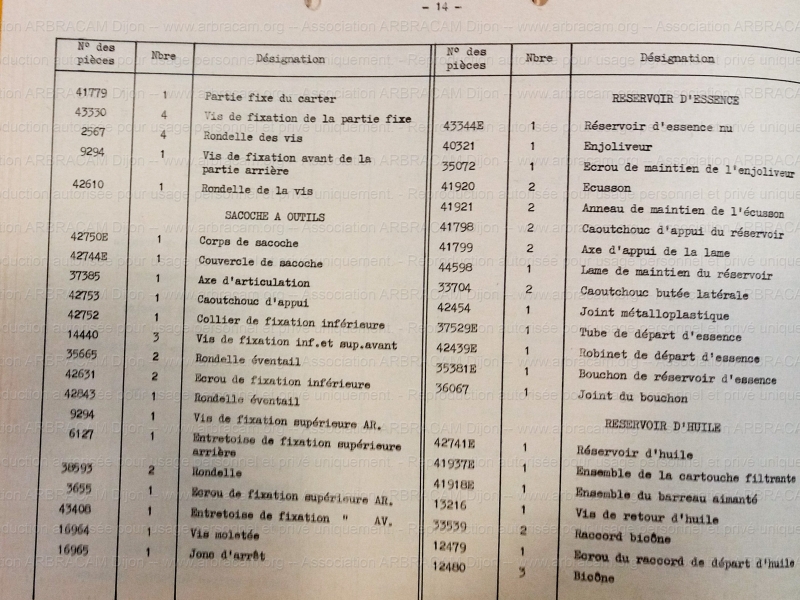 - 14 -
N° des pièces Nbre Désignation
41779 1 Partie fixe du carter
43330 4 Vis de fixation de la partie fixe
2567 4 Rondelle des vis
9294 1 Vis de fixation avant de la
partie arrière
42610 1 Rondelle de la vis
SACOCHE A OUTILS
42750E 1 Corps de sacoche
42744E 1 Couvercle de sacoche
37385 1 Axe d'articulation
42753 1 Caoutchouc d'appui
42752 1 Collier de fixation inférieure
14440 3 Vis de fixation inf.et sup.avant
35665 2 Rondelle éventail
42631 2 Ecrou de fixation inférieure
42843 1 Rondelle éventail
9294 1 Vis de fixation supérieure AR.
6127 1 Entretoise de fixation supérieure
arrière
38593 2 Rondelle
3655 1 Ecrou de fixation supérieure AR.
43408 1 Entretoise de fixation " AV.
16964 1 Vis moletée
16965 1 Jonc d'arrêt
N° des pièces Nbre Désignation
RESERVOIR D'ESSENCE
43344E 1 Réservoir d'essence nu
40321 1 Enjoliveur
35072 1 Ecrou de maintien de l'enjoliveur
41920 2 Ecusson
41921 2 Anneau de maintien de l'écusson
41798 2 Caoutchouc d'appui du réservoir
41799 2 Axe d'appui de la lame
44598 1 Lame de maintien du réservoir
33704 2 Caoutchouc butée latérale
42454 1 Joint métalloplastique
37529E 1 Tube de départ d'essence
42439E 1 Robinet de départ d'essence
35381E 1 Bouchon de réservoir d'essence
36067 1 Joint du bouchon
RESERVOIR D'HUILE
42741E 1 Réservoir d'huile
41937E 1 Ensemble de la cartouche filtrante
41918E 1 Ensemble du barreau aimanté
13216 1 Vis de retour d'huile
33539 2 Raccord bicône
12479 1 Ecrou du raccord de départ d'huile
12480 3 Bicône